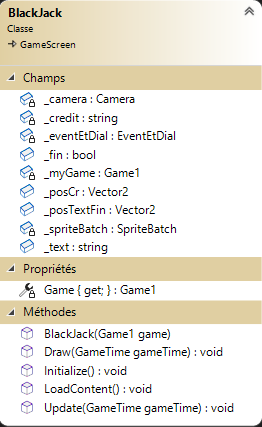 BlackJack
Classe
GameScreen
Champs
_camera : Camera
_credit : string
_eventEtDial : EventEtDial
_fin : bool
_myGame : Game1
_posCr : Vector2
_posTextFin : Vector2
_spriteBatch : SpriteBatch
_text : string
Propriétés
Game { get; } : Game1
Méthodes
BlackJack(Game1 game)
Draw(GameTime gameTime) : void
Initialize() : void
LoadContent() : void
Update(GameTime gameTime) : void